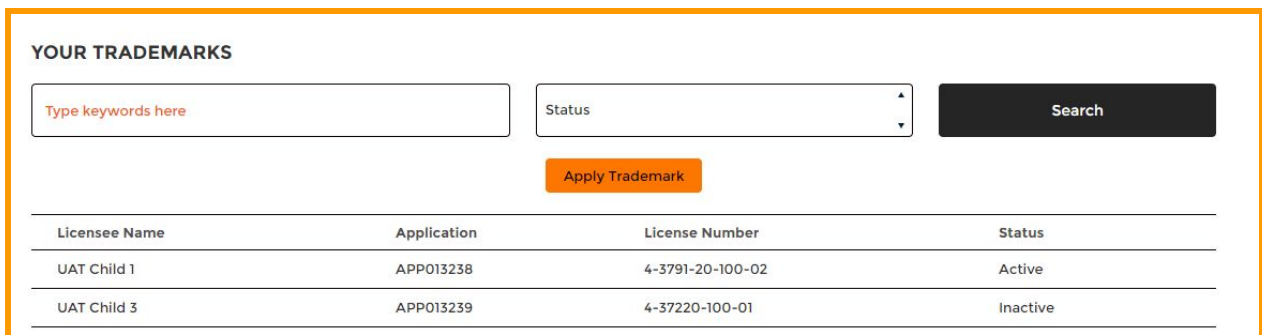 YOUR TRADEMARKS
Type keywords here Status Search
Apply Trademark
Licensee Name Application License Number Status
UAT Child 1 APP013238 4-3791-20-100-02 Active
UAT Child 3 APP013239 4-37220-100-01 Inactive